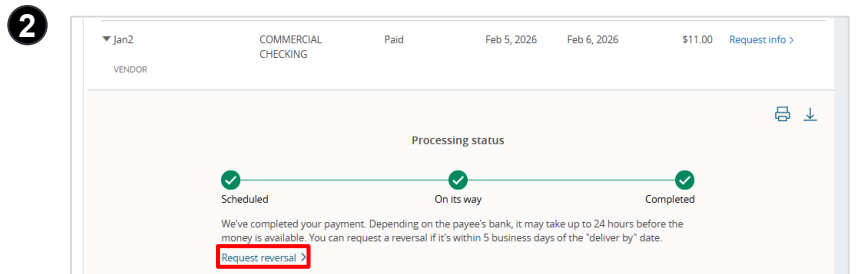 2
Jan2 COMMERCIAL CHECKING Paid Feb 5, 2026 Feb 6, 2026 $11.00 Request info >
VENDOR
Processing status
Scheduled On its way Completed
We've completed your payment. Depending on the payee's bank, it may take up to 24 hours before the
money is available. You can request a reversal if it's within 5 business days of the "deliver by" date.
Request reversal >